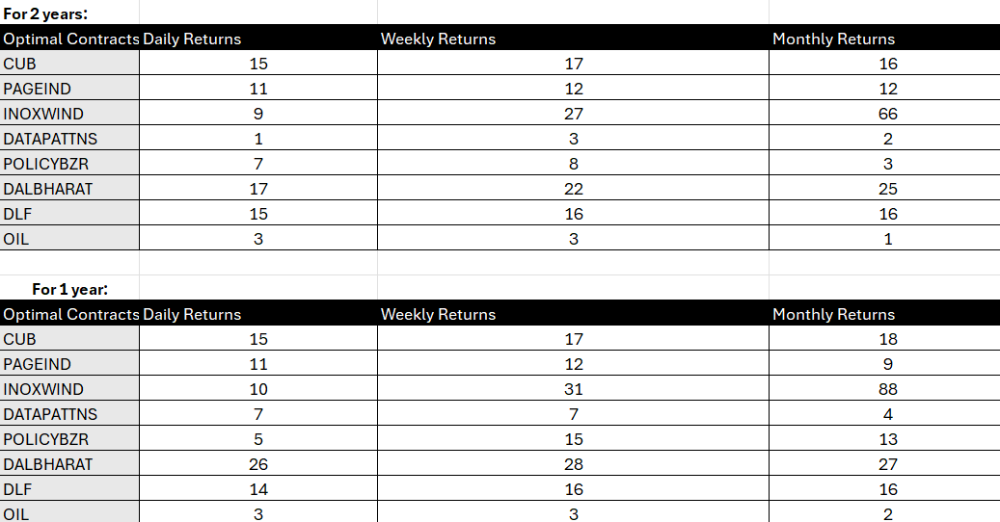 For 2 years:
Optimal Contracts Daily Returns Weekly Returns Monthly Returns
CUB 15 17 16
PAGEIND 11 12 12
INOXWIND 9 27 66
DATAPATTNS 1 3 2
POLICYBZR 7 8 3
DALBHARAT 17 22 25
DLF 15 16 16
OIL 3 3 1
For 1 year:
Optimal Contracts Daily Returns Weekly Returns Monthly Returns
CUB 15 17 18
PAGEIND 11 12 9
INOXWIND 10 31 88
DATAPATTNS 7 7 4
POLICYBZR 5 15 13
DALBHARAT 26 28 27
DLF 14 16 16
OIL 3 3 2